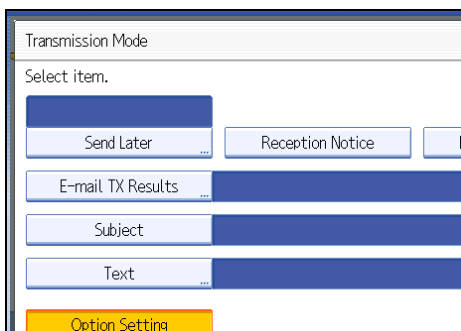 Transmission Mode
Select item.
Send Later
Reception Notice
E-mail TX Results
Subject
Text
Option Setting